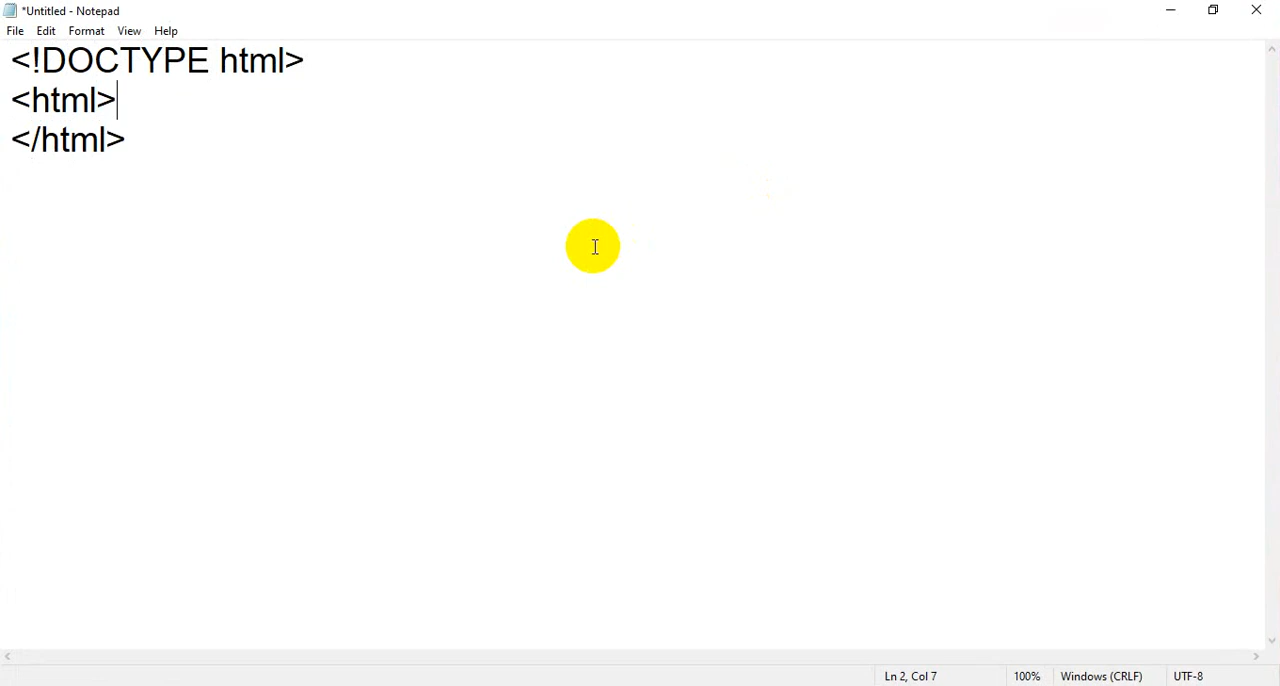 *Untitled - Notepad
File Edit Format View Help
<!DOCTYPE html>
<html>
</html>
Ln 2, Col 7 100% Windows (CRLF) UTF-8